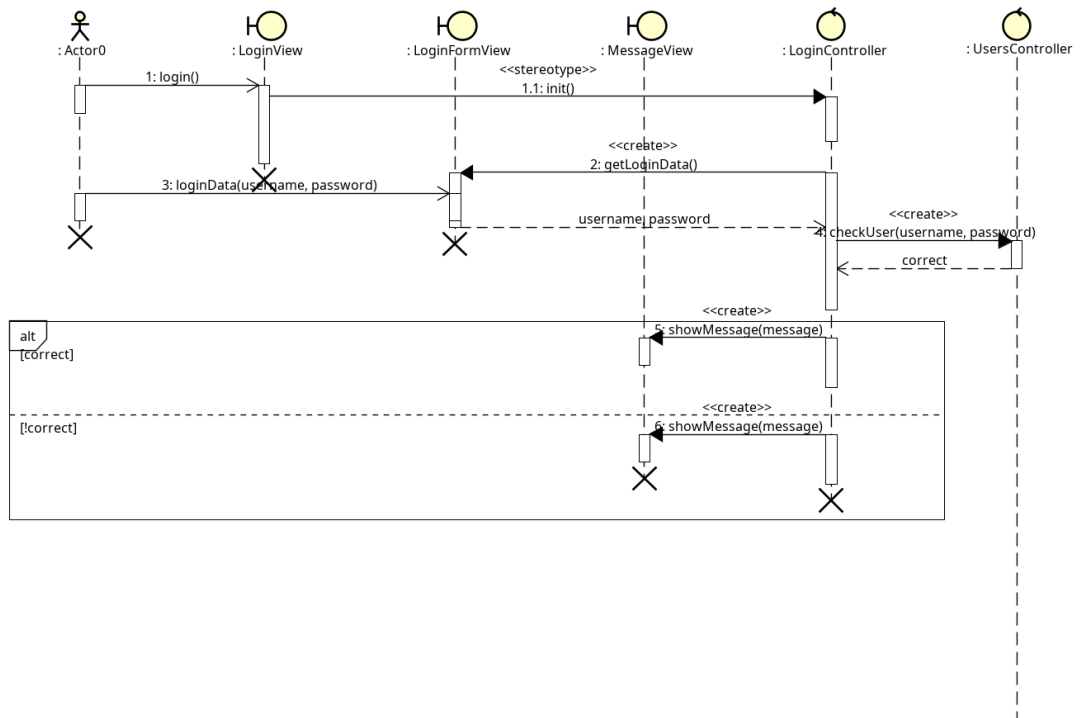 : Actor0
: LoginView
: LoginFormView
: MessageView
: LoginController
: UsersController
<<stereotype>>
1: login()
1.1: init()
<<create>>
2: getLoginData()
3: loginData(username, password)
<<create>>
username, password
4: checkUser(username, password)
correct
<<create>>
alt
5: showMessage(message)
[correct]
<<create>>
[!correct]
6: showMessage(message)